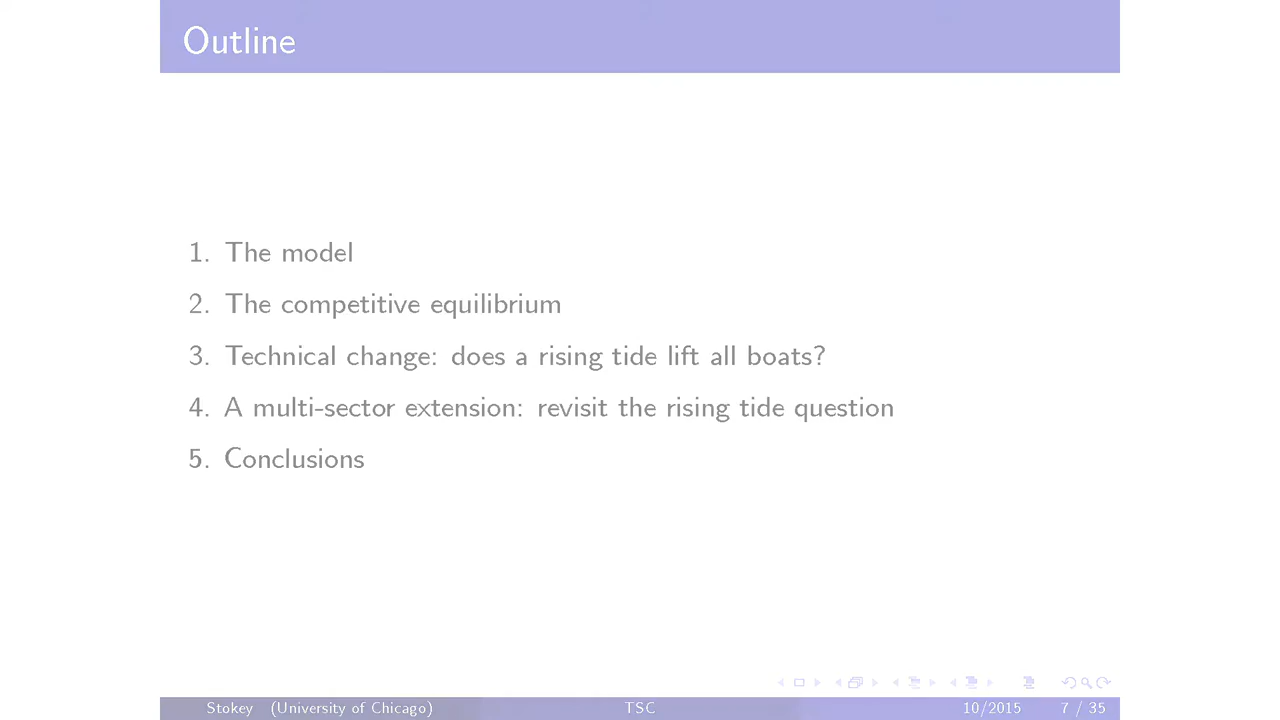 Outline
1. The model
2. The competitive equilibrium
3. Technical change: does a rising tide lift all boats?
4. A multi-sector extension: revisit the rising tide question
5. Conclusions
Stokey (University of Chicago) TSC 10/2015 7 / 35